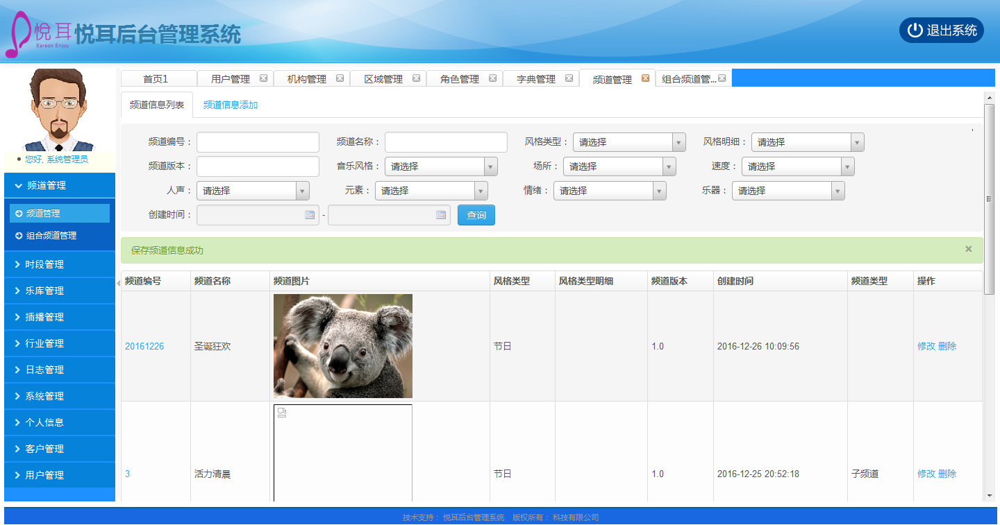 悦耳 悦耳后台管理系统
Earson Enjoy
退出系统
首页1 用户管理 机构管理 区域管理 角色管理 字典管理 频道管理 组合频道管...
您好, 系统管理员
频道管理
频道管理
组合频道管理
时段管理
乐库管理
插播管理
行业管理
日志管理
系统管理
个人信息
客户管理
用户管理
频道信息列表 频道信息添加
频道编号： 频道名称： 风格类型： 请选择 风格明细： 请选择
频道版本： 音乐风格： 请选择 场所： 请选择 速度： 请选择
人声： 请选择 元素： 请选择 情绪： 请选择 乐器： 请选择
创建时间： - 查询
保存频道信息成功 ×
频道编号 频道名称 频道图片 风格类型 风格类型明细 频道版本 创建时间 频道类型 操作
20161226 圣诞狂欢 节日 1.0 2016-12-26 10:09:56 修改 删除
3 活力清晨 节日 1.0 2016-12-25 20:52:18 子频道 修改 删除
技术支持： 悦耳后台管理系统 版权所有： 科技有限公司